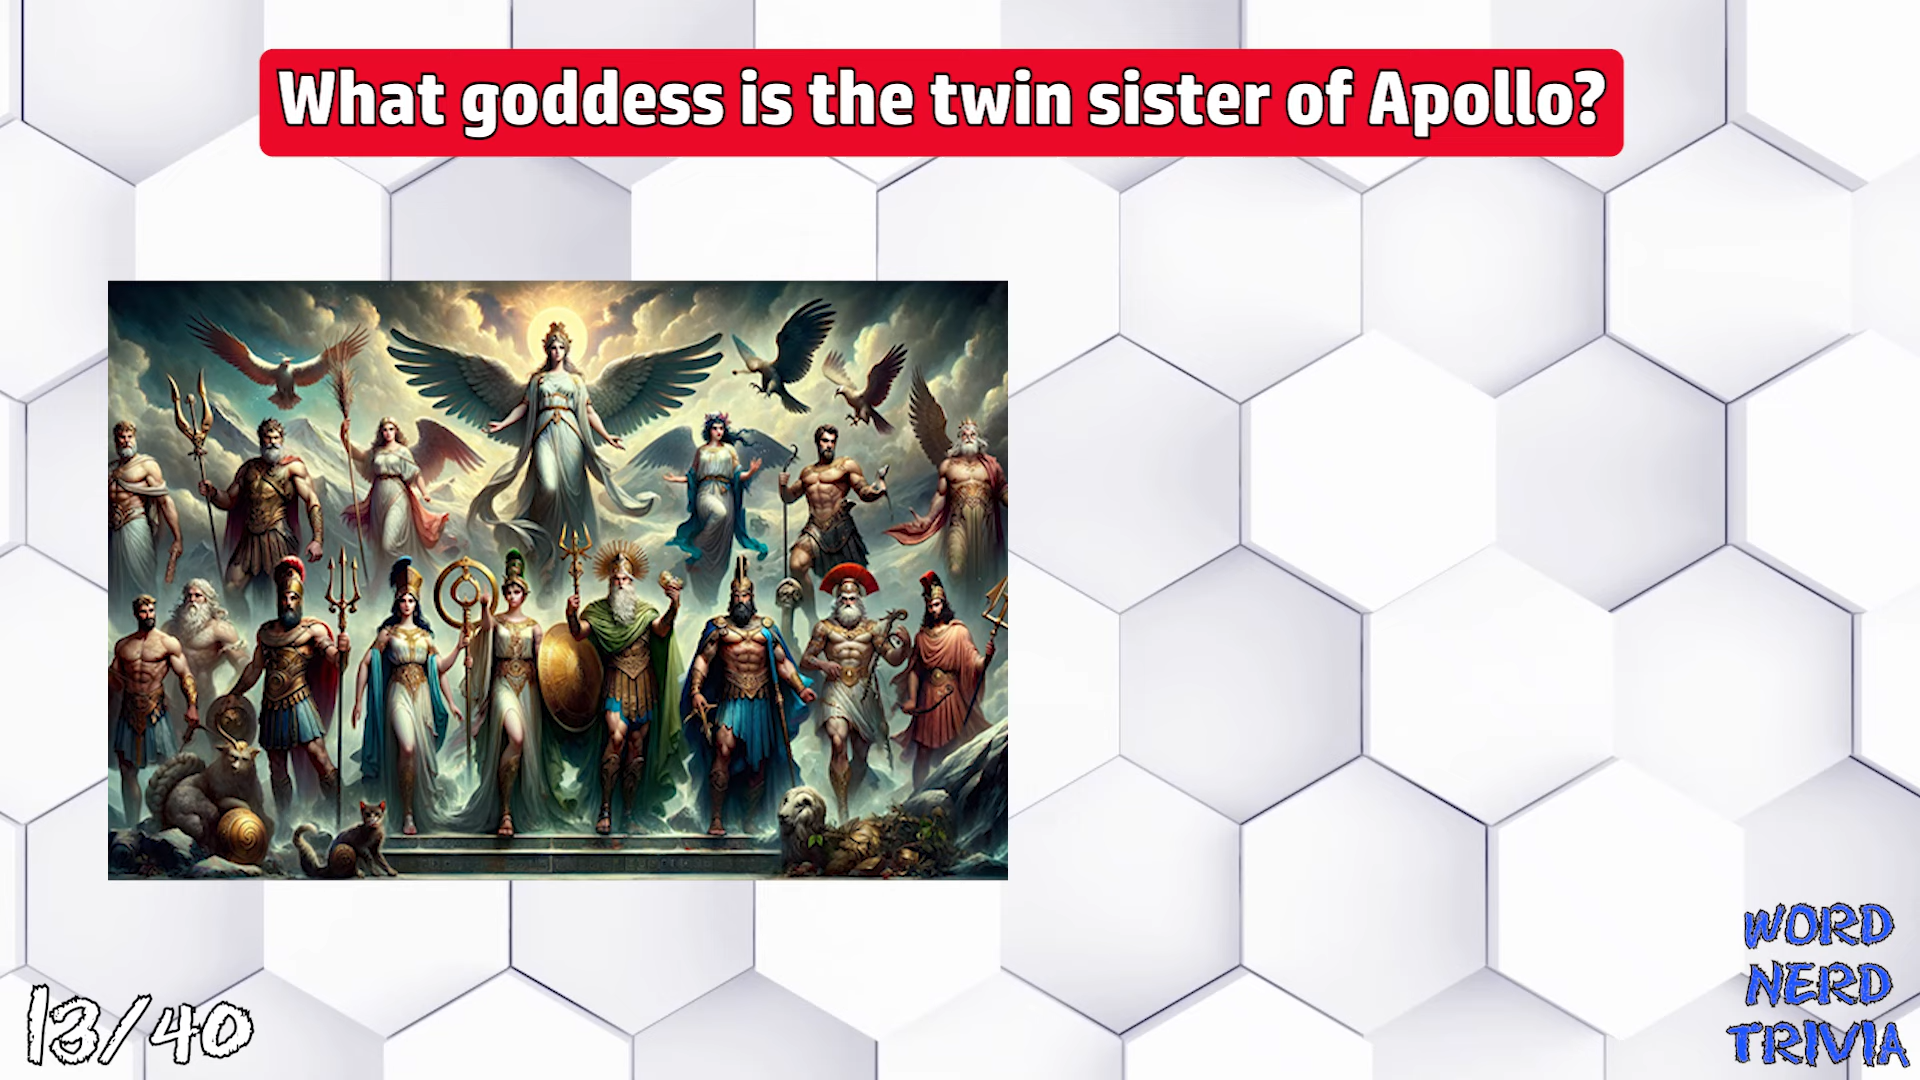 What goddess is the twin sister of Apollo?
13/40
WORD
NERD
TRIVIA